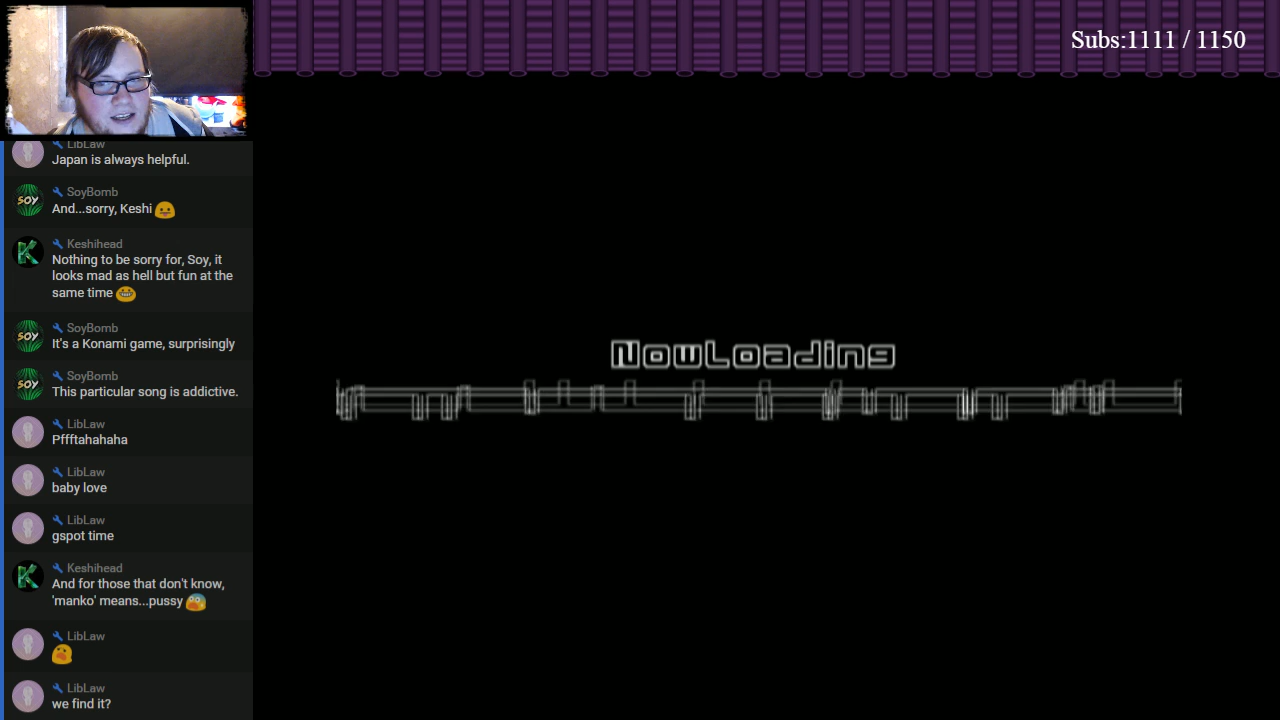 Subs:1111 / 1150
LibLaw
Japan is always helpful.
SOY
SoyBomb
And...sorry, Keshi
K
Keshihead
Nothing to be sorry for, Soy, it
looks mad as hell but fun at the
same time
SOY
SoyBomb
It's a Konami game, surprisingly
SOY
SoyBomb
This particular song is addictive.
LibLaw
Pffftahahaha
LibLaw
baby love
LibLaw
gspot time
K
Keshihead
And for those that don't know,
'manko' means...pussy
LibLaw
LibLaw
we find it?
NowLoading